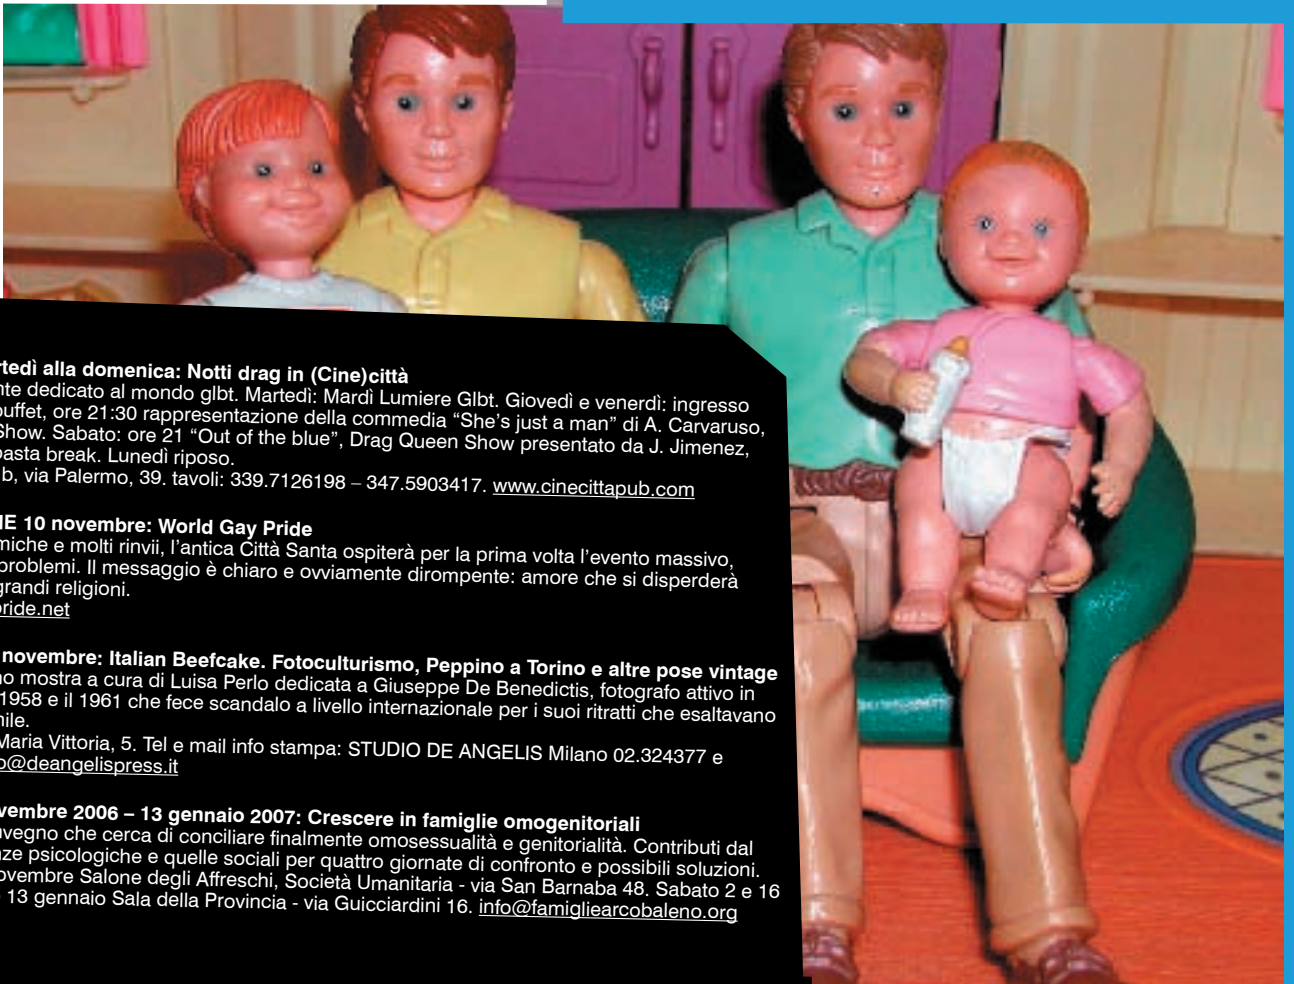 rtedì alla domenica: Notti drag in (Cine)città
nte dedicato al mondo glbt. Martedì: Mardì Lumiere Glbt. Giovedì e venerdì: ingresso
buffet, ore 21:30 rappresentazione della commedia “She’s just a man” di A. Carvaruso,
Show. Sabato: ore 21 “Out of the blue”, Drag Queen Show presentato da J. Jimenez,
pasta break. Lunedì riposo.
b, via Palermo, 39. tavoli: 339.7126198 – 347.5903417. www.cinecittapub.com
E 10 novembre: World Gay Pride
miche e molti rinvii, l’antica Città Santa ospiterà per la prima volta l’evento massivo,
problemi. Il messaggio è chiaro e ovviamente dirompente: amore che si disperderà
grandi religioni.
pride.net
novembre: Italian Beefcake. Fotoculturismo, Peppino a Torino e altre pose vintage
no mostra a cura di Luisa Perlo dedicata a Giuseppe De Benedictis, fotografo attivo in
1958 e il 1961 che fece scandalo a livello internazionale per i suoi ritratti che esaltavano
nile.
Maria Vittoria, 5. Tel e mail info stampa: STUDIO DE ANGELIS Milano 02.324377 e
o@deangelispress.it
vembre 2006 – 13 gennaio 2007: Crescere in famiglie omogenitoriali
nvegno che cerca di conciliare finalmente omosessualità e genitorialità. Contributi dal
nze psicologiche e quelle sociali per quattro giornate di confronto e possibili soluzioni.
ovembre Salone degli Affreschi, Società Umanitaria - via San Barnaba 48. Sabato 2 e 16
13 gennaio Sala della Provincia - via Guicciardini 16. info@famigliearcobaleno.org